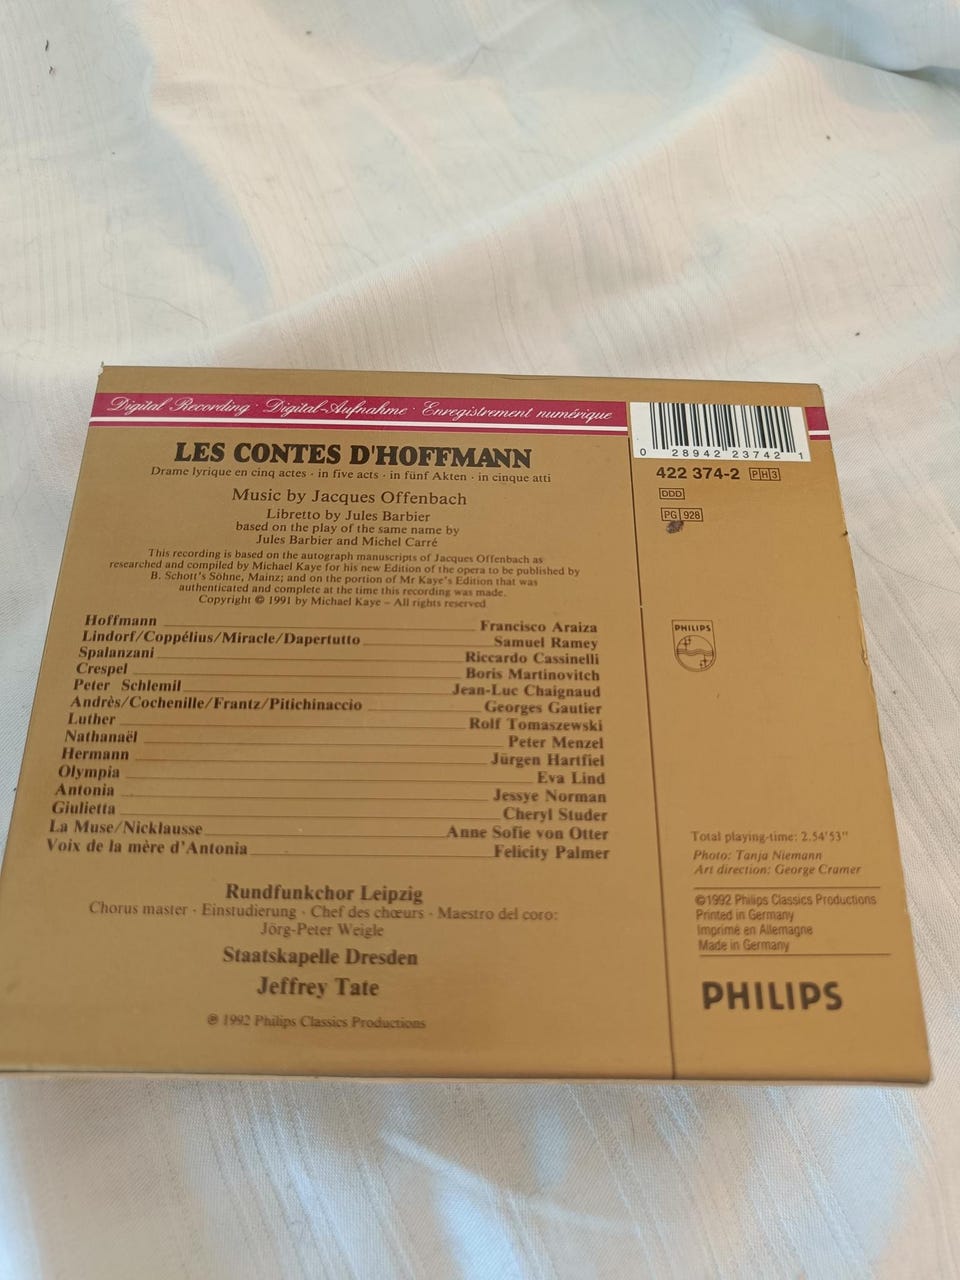 Digital Recording · Digital-Aufnahme · Enregistrement numérique
LES CONTES D'HOFFMANN
Drame lyrique en cinq actes · in five acts · in fünf Akten · in cinque atti
Music by Jacques Offenbach
Libretto by Jules Barbier
based on the play of the same name by
Jules Barbier and Michel Carré
This recording is based on the autograph manuscripts of Jacques Offenbach as
researched and compiled by Michael Kaye for his new Edition of the opera to be published by
B. Schott's Söhne, Mainz; and on the portion of Mr Kaye's Edition that was
authenticated and complete at the time this recording was made.
Copyright © 1991 by Michael Kaye – All rights reserved
Hoffmann Francisco Araiza
Lindorf/Coppélius/Miracle/Dapertutto Samuel Ramey
Spalanzani Riccardo Cassinelli
Crespel Boris Martinovitch
Peter Schlemil Jean-Luc Chaignaud
Andrès/Cochenille/Frantz/Pitichinaccio Georges Gautier
Luther Rolf Tomaszewski
Nathanaël Peter Menzel
Hermann Jürgen Hartfiel
Olympia Eva Lind
Antonia Jessye Norman
Giulietta Cheryl Studer
La Muse/Nicklausse Anne Sofie von Otter
Voix de la mère d'Antonia Felicity Palmer
Rundfunkchor Leipzig
Chorus master · Einstudierung · Chef des chœurs · Maestro del coro:
Jörg-Peter Weigle
Staatskapelle Dresden
Jeffrey Tate
℗ 1992 Philips Classics Productions
0 28942 23742 1
422 374-2 PH3
DDD
PG 928
PHILIPS
Total playing-time: 2.54'53"
Photo: Tanja Niemann
Art direction: George Cramer
©1992 Philips Classics Productions
Printed in Germany
Imprimé en Allemagne
Made in Germany
PHILIPS